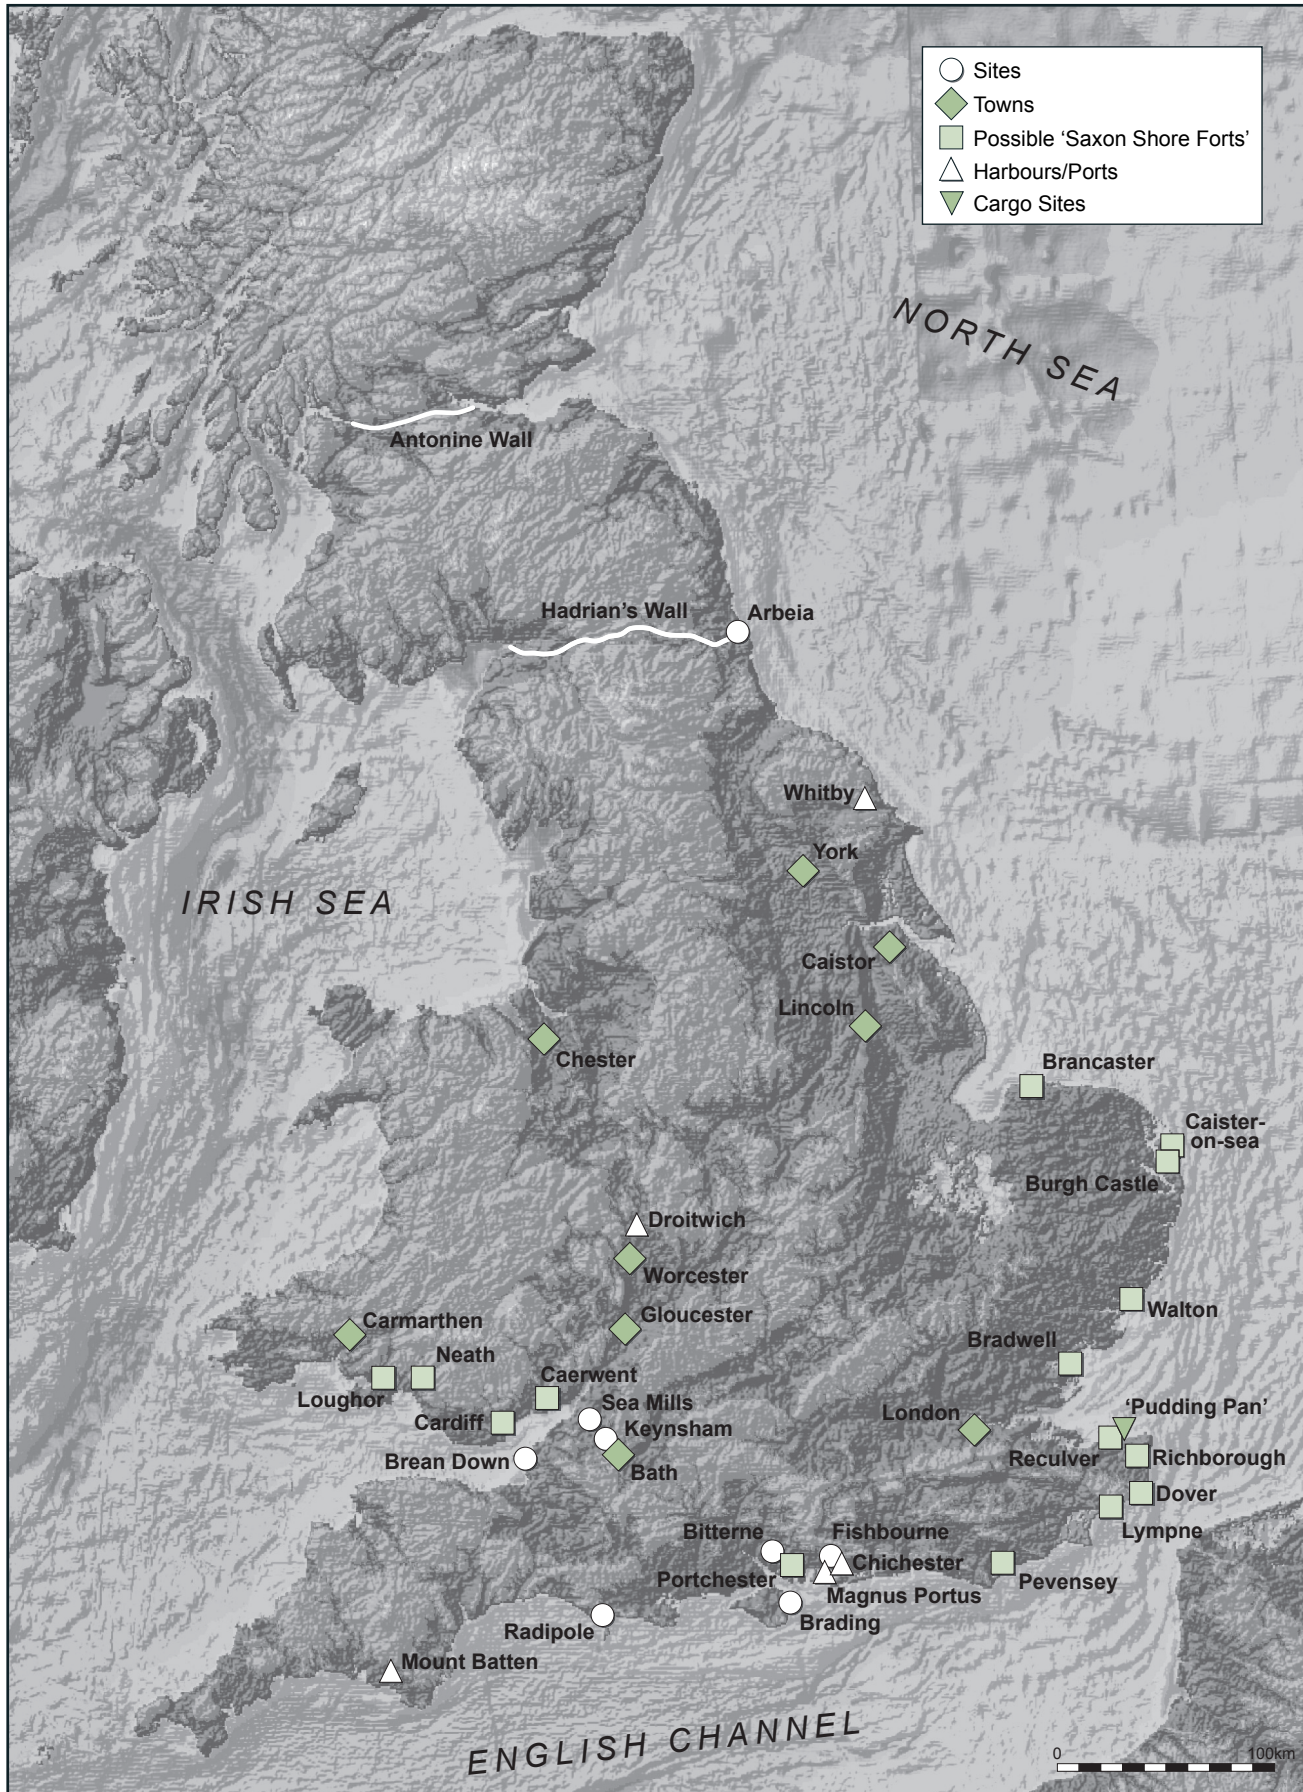 Sites
Towns
Possible ‘Saxon Shore Forts’
Harbours/Ports
Cargo Sites
NORTH SEA
Antonine Wall
Hadrian’s Wall
Arbeia
Whitby
York
IRISH SEA
Caistor
Lincoln
Chester
Brancaster
Caister-
on-sea
Burgh Castle
Droitwich
Worcester
Walton
Gloucester
Carmarthen
Bradwell
Neath
Loughor
Caerwent
Cardiff
Sea Mills
Keynsham
Brean Down
Bath
London
‘Pudding Pan’
Reculver
Richborough
Dover
Lympne
Bitterne
Fishbourne
Chichester
Portchester
Magnus Portus
Pevensey
Brading
Radipole
Mount Batten
ENGLISH CHANNEL
0 100km